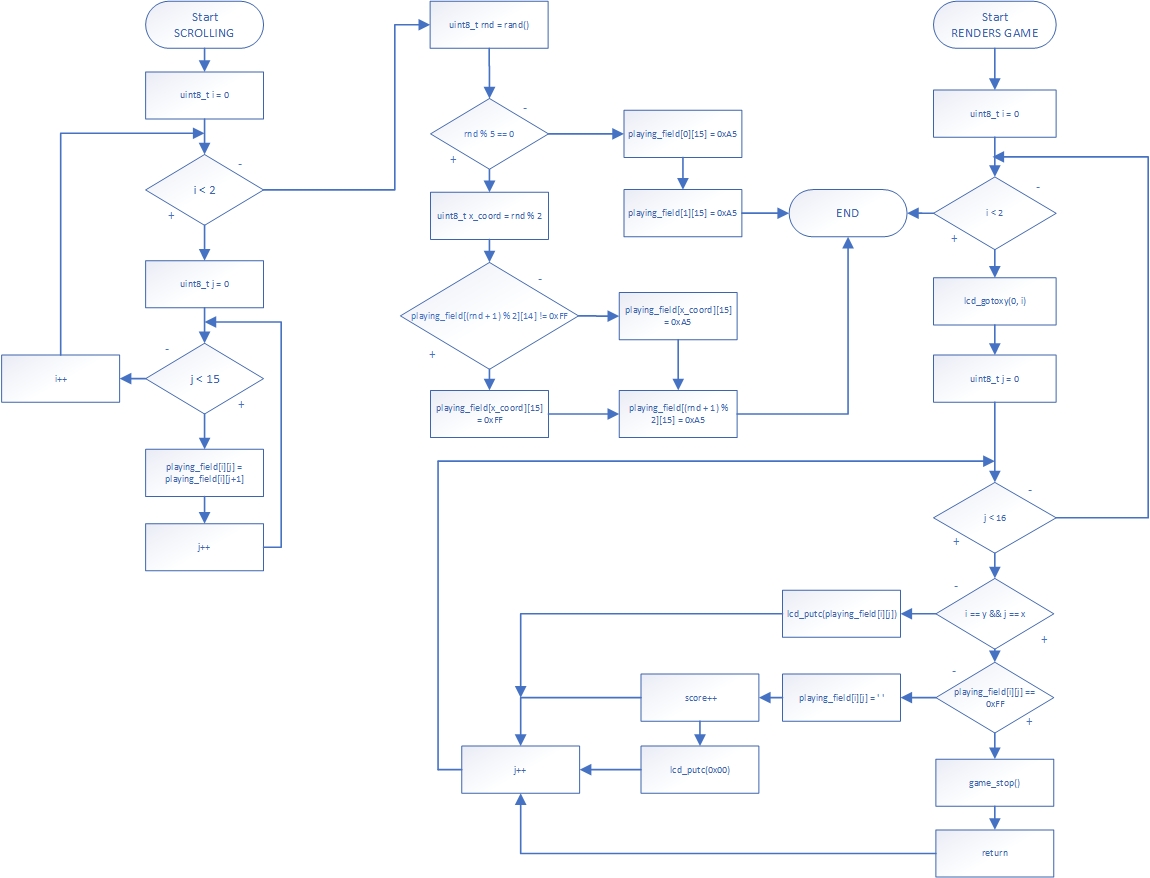 Start
SCROLLING
uint8_t i = 0
i < 2
-
+
uint8_t j = 0
j < 15
-
+
i++
playing_field[i][j] =
playing_field[i][j+1]
j++
uint8_t rnd = rand()
rnd % 5 == 0
-
+
playing_field[0][15] = 0xA5
playing_field[1][15] = 0xA5
uint8_t x_coord = rnd % 2
playing_field[(rnd + 1) % 2][14] != 0xFF
-
+
playing_field[x_coord][15]
= 0xA5
playing_field[x_coord][15]
= 0xFF
playing_field[(rnd + 1) %
2][15] = 0xA5
END
Start
RENDERS GAME
uint8_t i = 0
i < 2
-
+
lcd_gotoxy(0, i)
uint8_t j = 0
j < 16
-
+
i == y && j == x
-
+
lcd_putc(playing_field[i][j])
playing_field[i][j] ==
0xFF
-
+
playing_field[i][j] = ' '
score++
lcd_putc(0x00)
j++
game_stop()
return